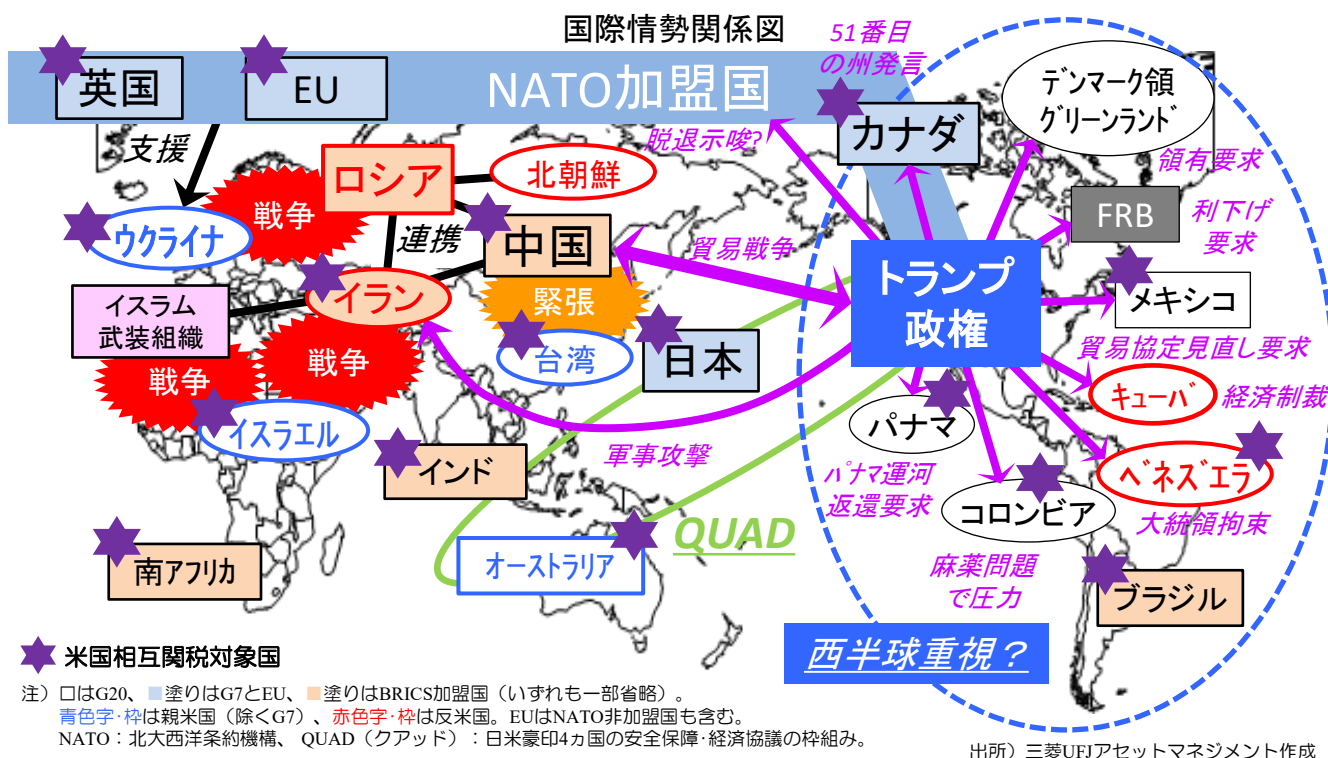 国際情勢関係図
英国
EU
NATO加盟国
51番目
の州発言
カナダ
デンマーク領
グリーンランド
支援
脱退示唆?
領有要求
ロシア
北朝鮮
戦争
ウクライナ
連携
中国
貿易戦争
FRB
利下げ
要求
トランプ
政権
イラン
緊張
メキシコ
イスラム
武装組織
台湾
日本
貿易協定見直し要求
戦争
戦争
キューバ
経済制裁
イスラエル
パナマ
インド
軍事攻撃
パナマ運河
返還要求
ベネズエラ
コロンビア
大統領拘束
QUAD
オーストラリア
南アフリカ
麻薬問題
で圧力
ブラジル
西半球重視？
米国相互関税対象国
注）□はG20、■塗りはG7とEU、■塗りはBRICS加盟国（いずれも一部省略）。
青色字･枠は親米国（除くG7）、赤色字･枠は反米国。EUはNATO非加盟国も含む。
NATO：北大西洋条約機構、 QUAD（クアッド）：日米豪印4ヵ国の安全保障･経済協議の枠組み。
出所）三菱UFJアセットマネジメント作成